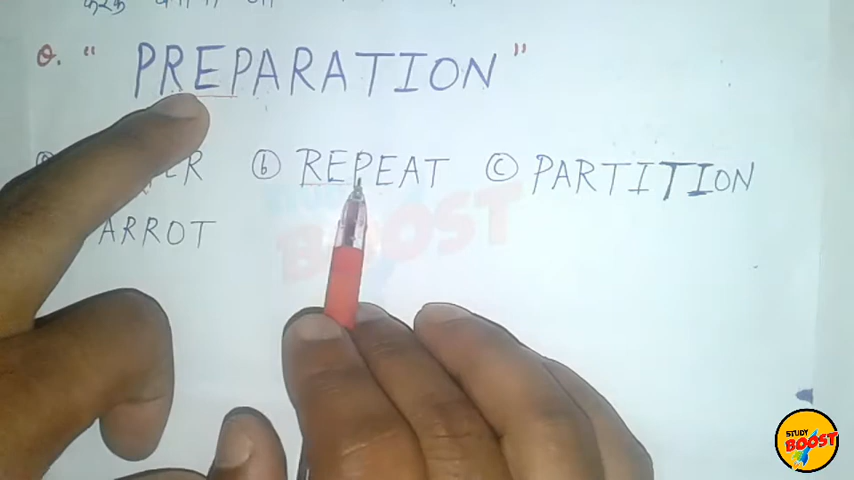 Q. " PREPARATION "
ⓑ REPEAT ⓒ PARTITION
ARROT
BOOST
STUDY
BOOST